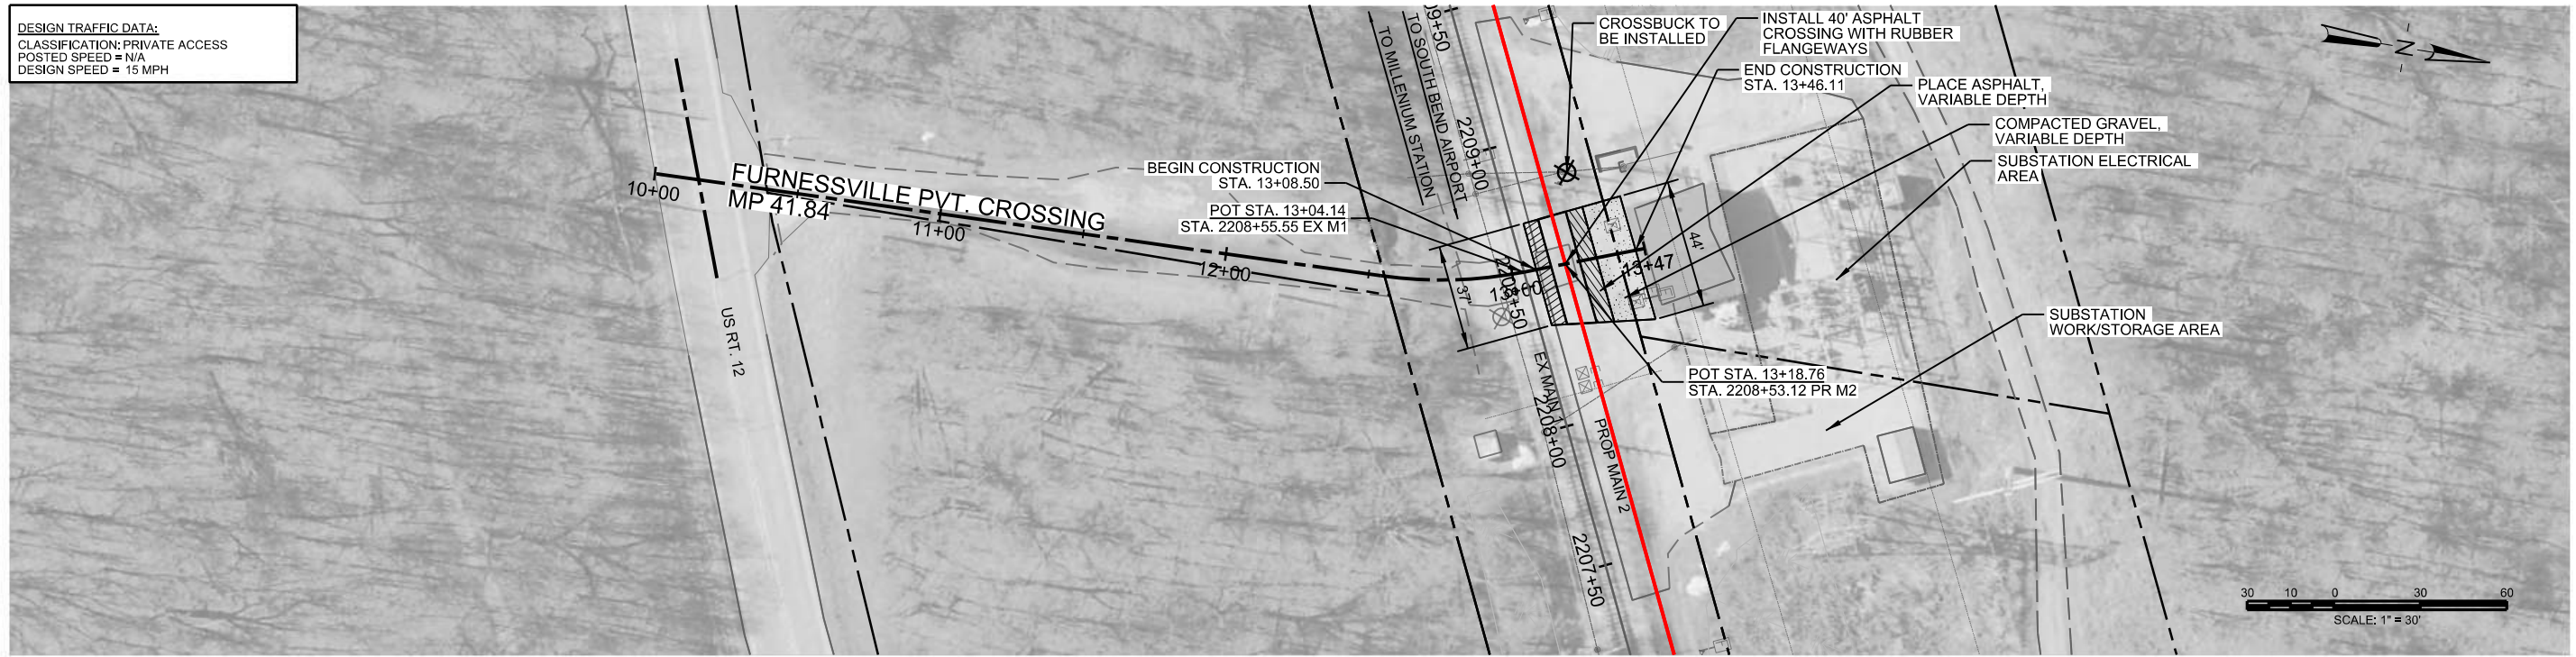 DESIGN TRAFFIC DATA:
CLASSIFICATION: PRIVATE ACCESS
POSTED SPEED = N/A
DESIGN SPEED = 15 MPH
10+00
FURNESSVILLE PVT. CROSSING
MP 41.84
11+00
12+00
US RT. 12
BEGIN CONSTRUCTION
STA. 13+08.50
POT STA. 13+04.14
STA. 2208+55.55 EX M1
TO MILLENIUM STATION
TO SOUTH BEND AIRPORT
9+50
2209+00
CROSSBUCK TO
BE INSTALLED
INSTALL 40' ASPHALT
CROSSING WITH RUBBER
FLANGEWAYS
END CONSTRUCTION
STA. 13+46.11
PLACE ASPHALT,
VARIABLE DEPTH
COMPACTED GRAVEL,
VARIABLE DEPTH
SUBSTATION ELECTRICAL
AREA
SUBSTATION
WORK/STORAGE AREA
13+00
13+47
37'
44'
2208+50
EX MAIN 1
2208+00
PROP MAIN 2
2207+50
POT STA. 13+18.76
STA. 2208+53.12 PR M2
N
30 10 0 30 60
SCALE: 1" = 30'